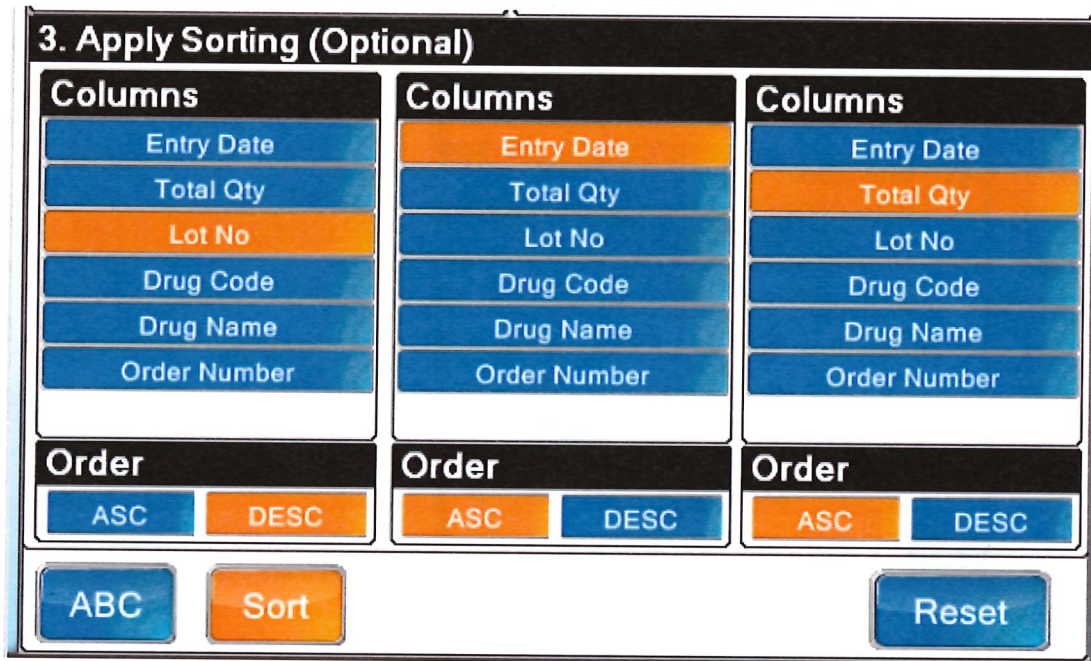 3. Apply Sorting (Optional)
Columns
Entry Date
Total Qty
Lot No
Drug Code
Drug Name
Order Number
Order
ASC DESC
Columns
Entry Date
Total Qty
Lot No
Drug Code
Drug Name
Order Number
Order
ASC DESC
Columns
Entry Date
Total Qty
Lot No
Drug Code
Drug Name
Order Number
Order
ASC DESC
ABC Sort Reset